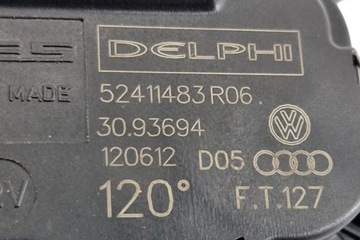 DELPHI
MADE
52411483 R06.
30.93694
120612 D05
120° F.T.127